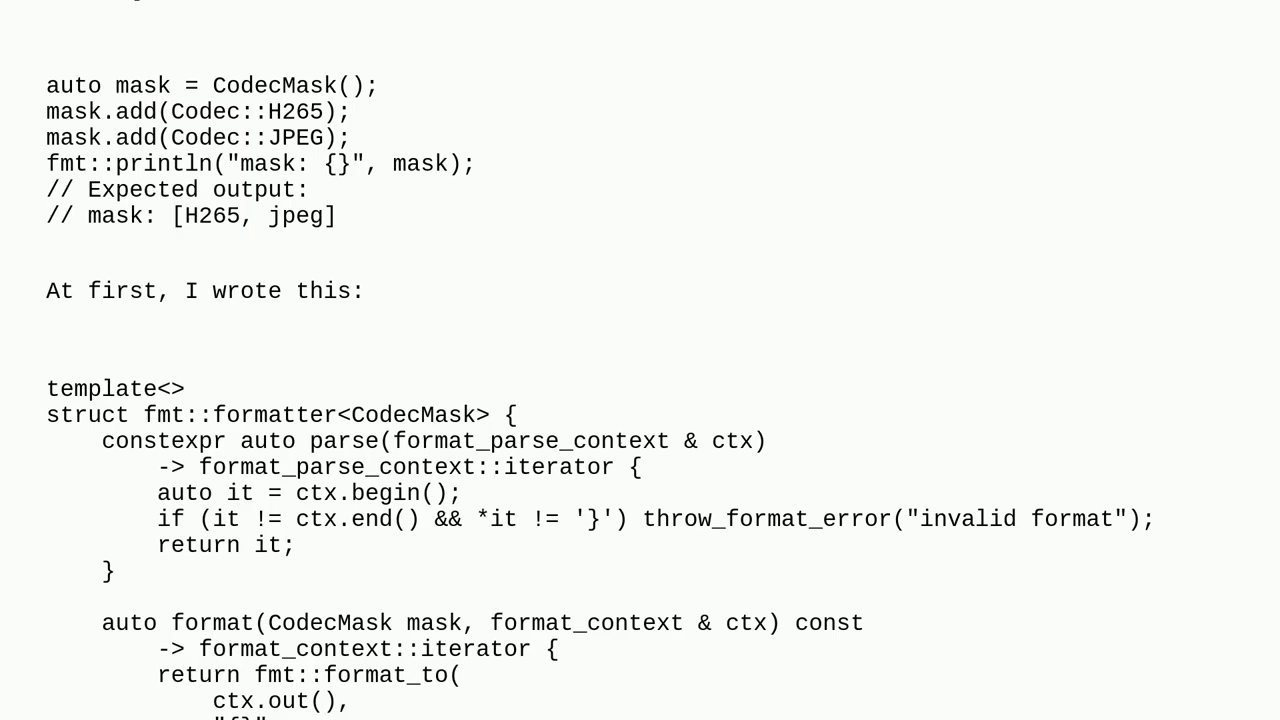 auto mask = CodecMask();
mask.add(Codec::H265);
mask.add(Codec::JPEG);
fmt::println("mask: {}", mask);
// Expected output:
// mask: [H265, jpeg]
At first, I wrote this:
template<>
struct fmt::formatter<CodecMask> {
    constexpr auto parse(format_parse_context & ctx)
        -> format_parse_context::iterator {
        auto it = ctx.begin();
        if (it != ctx.end() && *it != '}') throw_format_error("invalid format");
        return it;
    }
    auto format(CodecMask mask, format_context & ctx) const
        -> format_context::iterator {
        return fmt::format_to(
            ctx.out(),